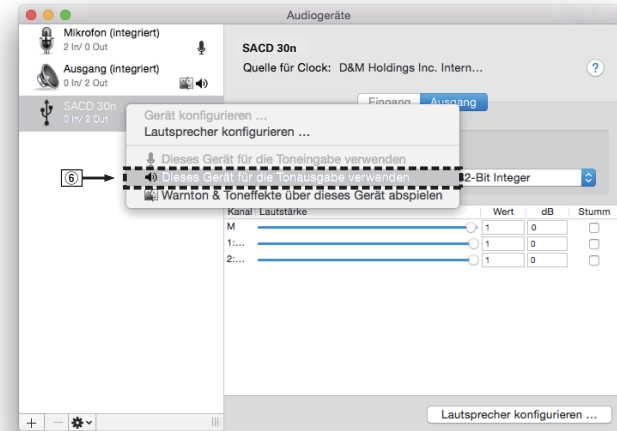 Audiogeräte
Mikrofon (integriert)
2 In/ 0 Out
Ausgang (integriert)
0 In/ 2 Out
SACD 30n
0 In/ 2 Out
SACD 30n
Quelle für Clock: D&M Holdings Inc. Intern...
?
Eingang Ausgang
Gerät konfigurieren ...
Lautsprecher konfigurieren ...
Dieses Gerät für die Toneingabe verwenden
⑥ Dieses Gerät für die Tonausgabe verwenden
2-Bit Integer
Warnton & Toneffekte über dieses Gerät abspielen
Kanal Lautstärke Wert dB Stumm
M 1 0
1:... 1 0
2:... 1 0
Lautsprecher konfigurieren ...